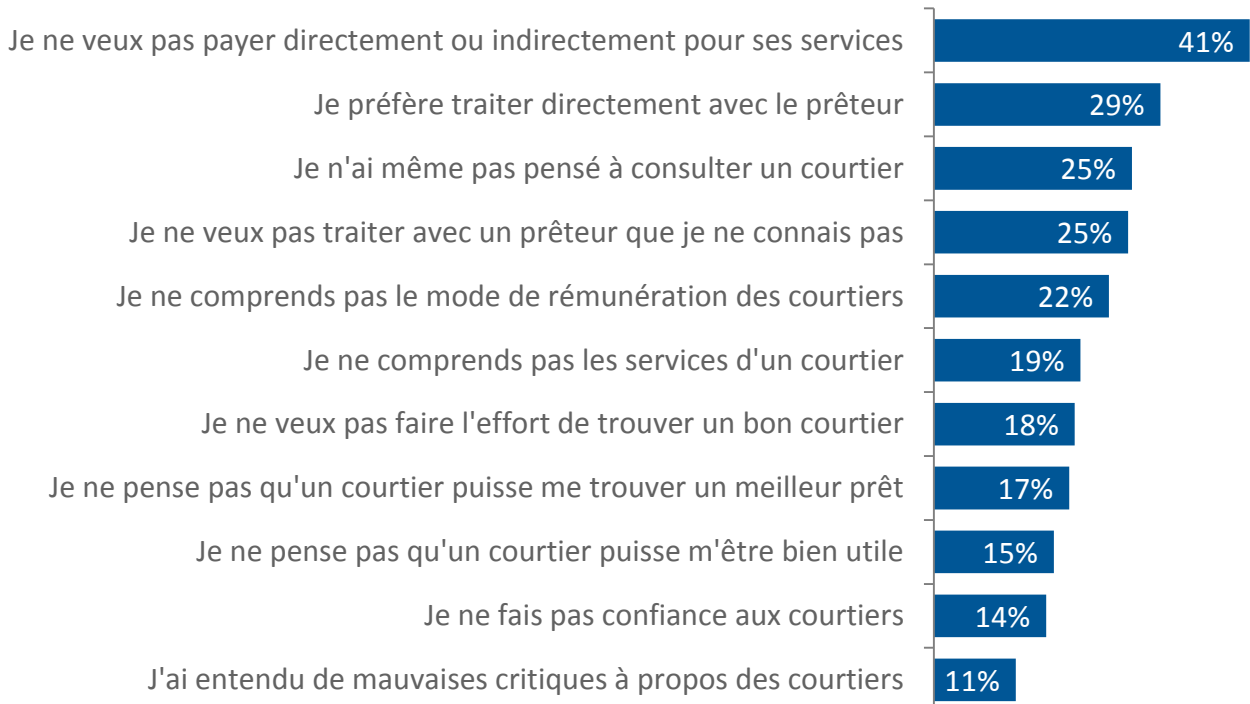 Je ne veux pas payer directement ou indirectement pour ses services 41%
Je préfère traiter directement avec le prêteur 29%
Je n'ai même pas pensé à consulter un courtier 25%
Je ne veux pas traiter avec un prêteur que je ne connais pas 25%
Je ne comprends pas le mode de rémunération des courtiers 22%
Je ne comprends pas les services d'un courtier 19%
Je ne veux pas faire l'effort de trouver un bon courtier 18%
Je ne pense pas qu'un courtier puisse me trouver un meilleur prêt 17%
Je ne pense pas qu'un courtier puisse m'être bien utile 15%
Je ne fais pas confiance aux courtiers 14%
J'ai entendu de mauvaises critiques à propos des courtiers 11%